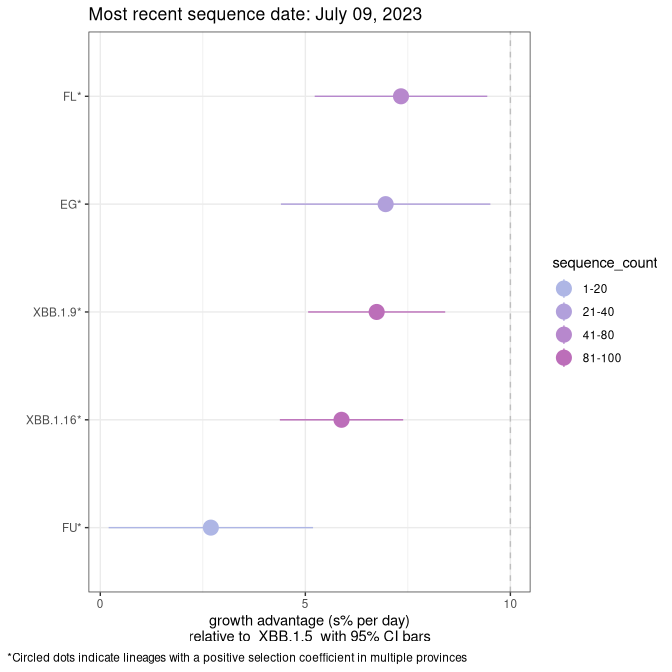 Most recent sequence date: July 09, 2023
FL*
EG*
XBB.1.9*
XBB.1.16*
FU*
0 5 10
growth advantage (s% per day)
relative to XBB.1.5 with 95% CI bars
sequence_count
1-20
21-40
41-80
81-100
*Circled dots indicate lineages with a positive selection coefficient in multiple provinces